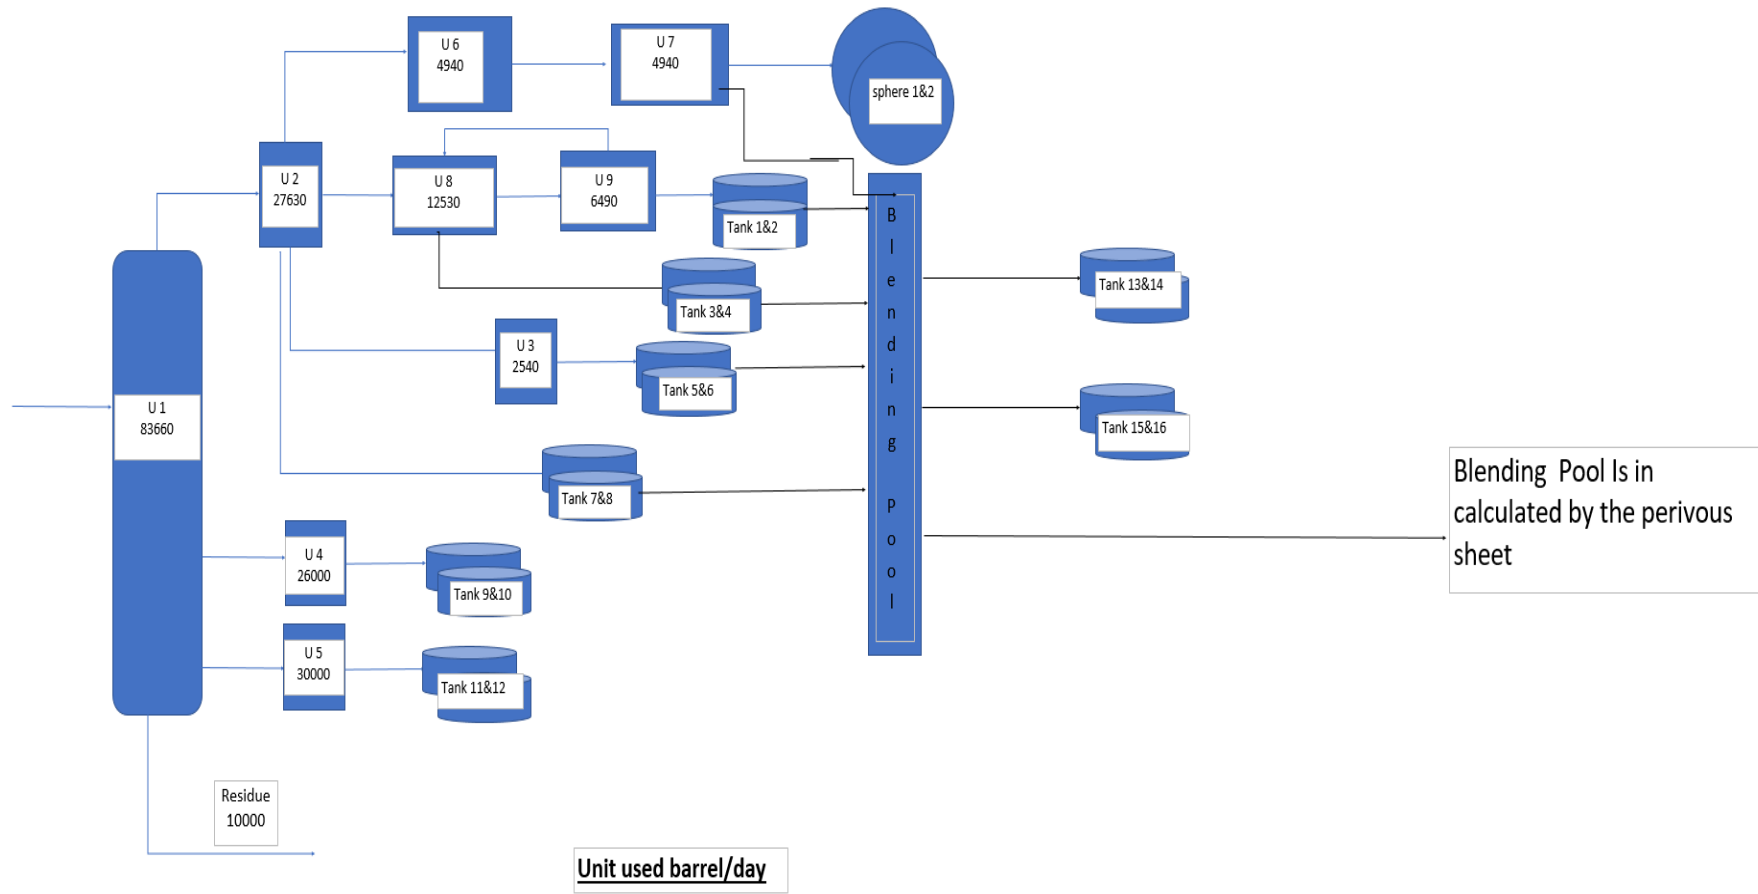 U 6
4940
U 7
4940
sphere 1&2
U 2
27630
U 8
12530
U 9
6490
Tank 1&2
Tank 3&4
U 3
2540
Tank 5&6
Tank 7&8
U 1
83660
U 4
26000
Tank 9&10
U 5
30000
Tank 11&12
Residue
10000
B
l
e
n
d
i
n
g
P
o
o
l
Tank 13&14
Tank 15&16
Blending Pool Is in
calculated by the perivous
sheet
Unit used barrel/day